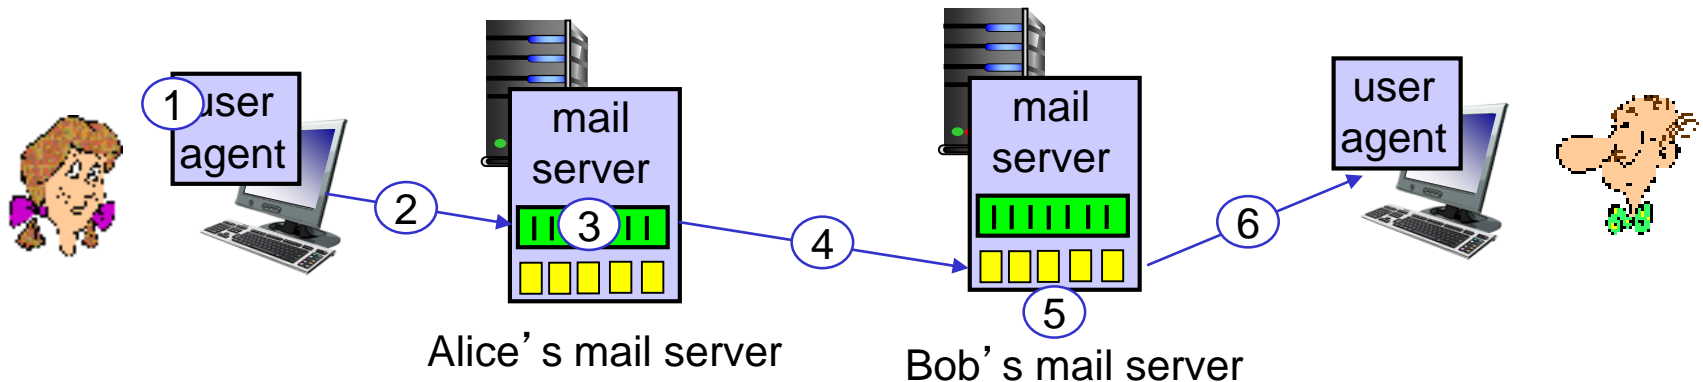 1
user
agent
2
mail
server
3
Alice's mail server
4
mail
server
5
Bob's mail server
6
user
agent